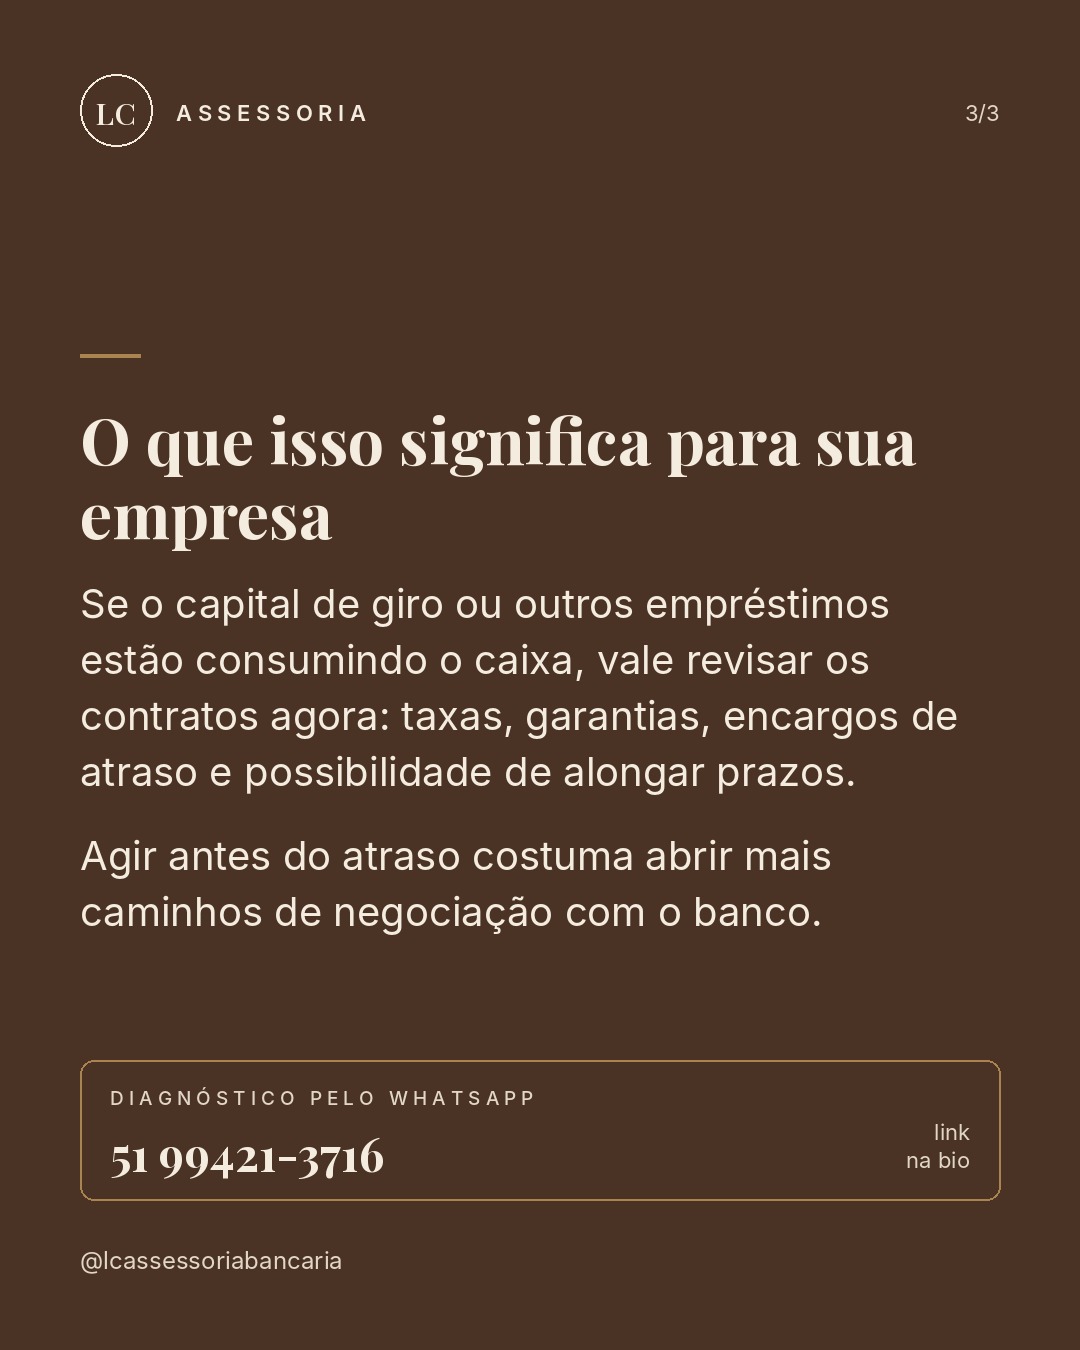 LC ASSESSORIA
3/3
O que isso significa para sua
empresa
Se o capital de giro ou outros empréstimos
estão consumindo o caixa, vale revisar os
contratos agora: taxas, garantias, encargos de
atraso e possibilidade de alongar prazos.
Agir antes do atraso costuma abrir mais
caminhos de negociação com o banco.
DIAGNÓSTICO PELO WHATSAPP
51 99421-3716
link
na bio
@lcassessoriabancaria